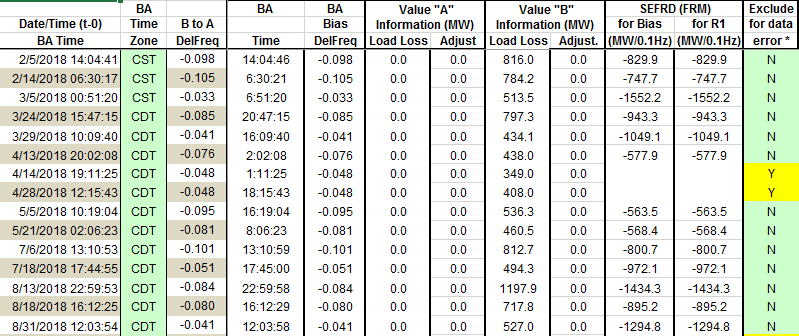 BA BA BA Value "A" Value "B" SEFRD (FRM) Exclude
Date/Time (t-0) Time B to A Bias Information (MW) Information (MW) for Bias for R1 for data
BA Time Zone DelFreq Time DelFreq Load Loss Adjust Load Loss Adjust. (MW/0.1Hz) (MW/0.1Hz) error *
2/5/2018 14:04:41 CST -0.098 14:04:46 -0.098 0.0 0.0 816.0 0.0 -829.9 -829.9 N
2/14/2018 06:30:17 CST -0.105 6:30:21 -0.105 0.0 0.0 784.2 0.0 -747.7 -747.7 N
3/5/2018 00:51:20 CST -0.033 6:51:20 -0.033 0.0 0.0 513.5 0.0 -1552.2 -1552.2 N
3/24/2018 15:47:15 CDT -0.085 20:47:15 -0.085 0.0 0.0 797.3 0.0 -943.3 -943.3 N
3/29/2018 10:09:40 CDT -0.041 16:09:40 -0.041 0.0 0.0 434.1 0.0 -1049.1 -1049.1 N
4/13/2018 20:02:08 CDT -0.076 2:02:08 -0.076 0.0 0.0 438.0 0.0 -577.9 -577.9 N
4/14/2018 19:11:25 CDT -0.048 1:11:25 -0.048 0.0 0.0 349.0 0.0 Y
4/28/2018 12:15:43 CDT -0.048 18:15:43 -0.048 0.0 0.0 408.0 0.0 Y
5/5/2018 10:19:04 CDT -0.095 16:19:04 -0.095 0.0 0.0 536.3 0.0 -563.5 -563.5 N
5/21/2018 02:06:23 CDT -0.081 8:06:23 -0.081 0.0 0.0 460.5 0.0 -568.4 -568.4 N
7/6/2018 13:10:53 CDT -0.101 13:10:59 -0.101 0.0 0.0 812.7 0.0 -800.7 -800.7 N
7/18/2018 17:44:55 CDT -0.051 17:45:00 -0.051 0.0 0.0 494.3 0.0 -972.1 -972.1 N
8/13/2018 22:59:53 CDT -0.084 22:59:58 -0.084 0.0 0.0 1197.9 0.0 -1434.3 -1434.3 N
8/18/2018 16:12:25 CDT -0.080 16:12:29 -0.080 0.0 0.0 717.8 0.0 -895.2 -895.2 N
8/31/2018 12:03:54 CDT -0.041 12:03:58 -0.041 0.0 0.0 527.0 0.0 -1294.8 -1294.8 N